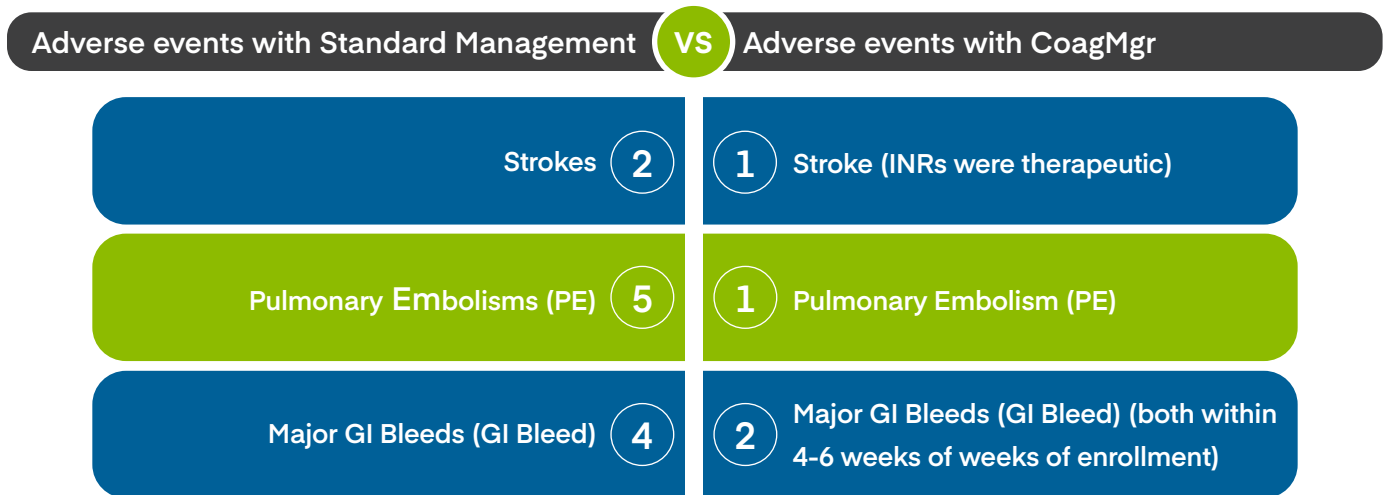 Adverse events with Standard Management VS Adverse events with CoagMgr
Strokes 2 1 Stroke (INRs were therapeutic)
Pulmonary Embolisms (PE) 5 1 Pulmonary Embolism (PE)
Major GI Bleeds (GI Bleed) 4 2 Major GI Bleeds (GI Bleed) (both within
4-6 weeks of weeks of enrollment)